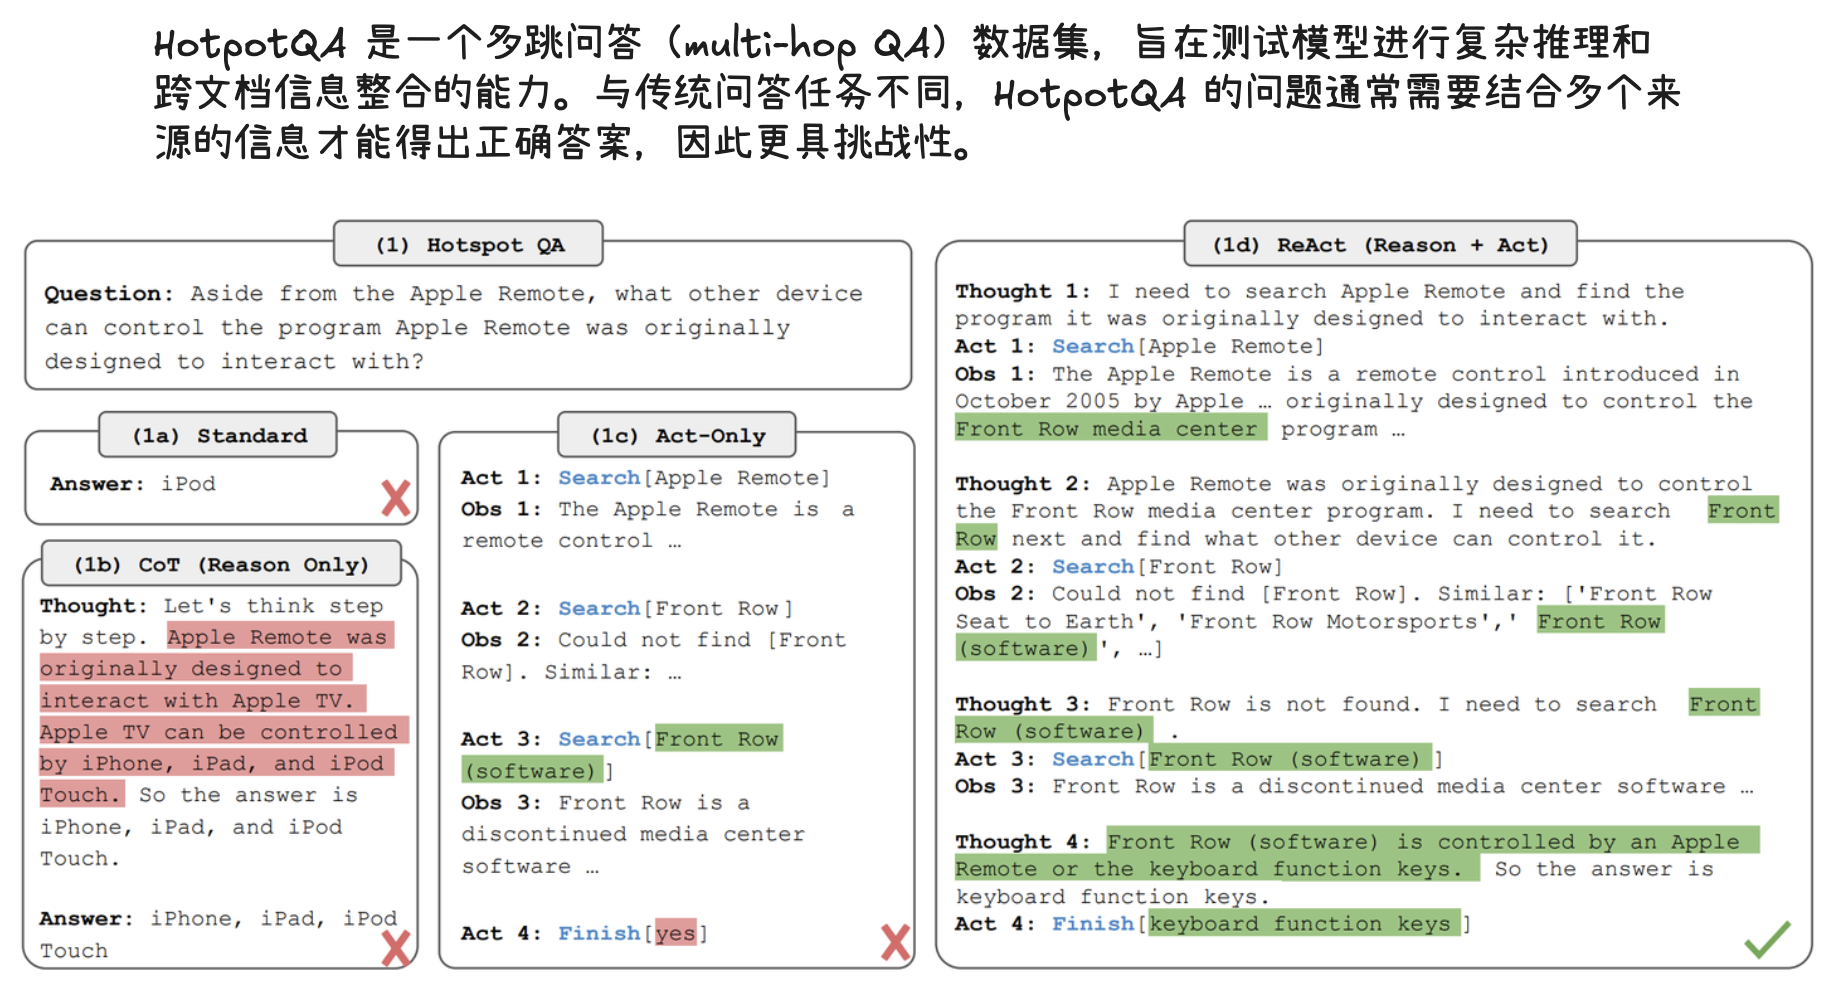 HotpotQA 是一个多跳问答（multi-hop QA）数据集，旨在测试模型进行复杂推理和
跨文档信息整合的能力。与传统问答任务不同，HotpotQA 的问题通常需要结合多个来
源的信息才能得出正确答案，因此更具挑战性。
(1) Hotspot QA
Question: Aside from the Apple Remote, what other device
can control the program Apple Remote was originally
designed to interact with?
(1a) Standard
Answer: iPod
(1b) CoT (Reason Only)
Thought: Let's think step
by step. Apple Remote was
originally designed to
interact with Apple TV.
Apple TV can be controlled
by iPhone, iPad, and iPod
Touch. So the answer is
iPhone, iPad, and iPod
Touch.
Answer: iPhone, iPad, iPod
Touch
(1c) Act-Only
Act 1: Search[Apple Remote]
Obs 1: The Apple Remote is a
remote control …
Act 2: Search[Front Row]
Obs 2: Could not find [Front
Row]. Similar: …
Act 3: Search[Front Row
(software)]
Obs 3: Front Row is a
discontinued media center
software …
Act 4: Finish[yes]
(1d) ReAct (Reason + Act)
Thought 1: I need to search Apple Remote and find the
program it was originally designed to interact with.
Act 1: Search[Apple Remote]
Obs 1: The Apple Remote is a remote control introduced in
October 2005 by Apple … originally designed to control the
Front Row media center program …
Thought 2: Apple Remote was originally designed to control
the Front Row media center program. I need to search Front
Row next and find what other device can control it.
Act 2: Search[Front Row]
Obs 2: Could not find [Front Row]. Similar: ['Front Row
Seat to Earth', 'Front Row Motorsports',' Front Row
(software)', …]
Thought 3: Front Row is not found. I need to search Front
Row (software) .
Act 3: Search[Front Row (software) ]
Obs 3: Front Row is a discontinued media center software …
Thought 4: Front Row (software) is controlled by an Apple
Remote or the keyboard function keys. So the answer is
keyboard function keys.
Act 4: Finish[keyboard function keys ]